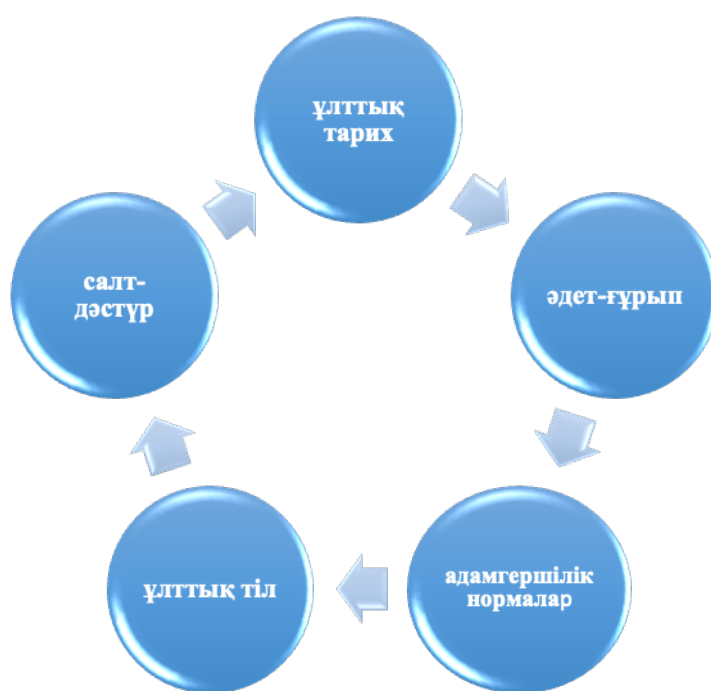 ұлттық
тарих
әдет-ғұрып
адамгершілік
нормалар
ұлттық тіл
салт-
дәстүр